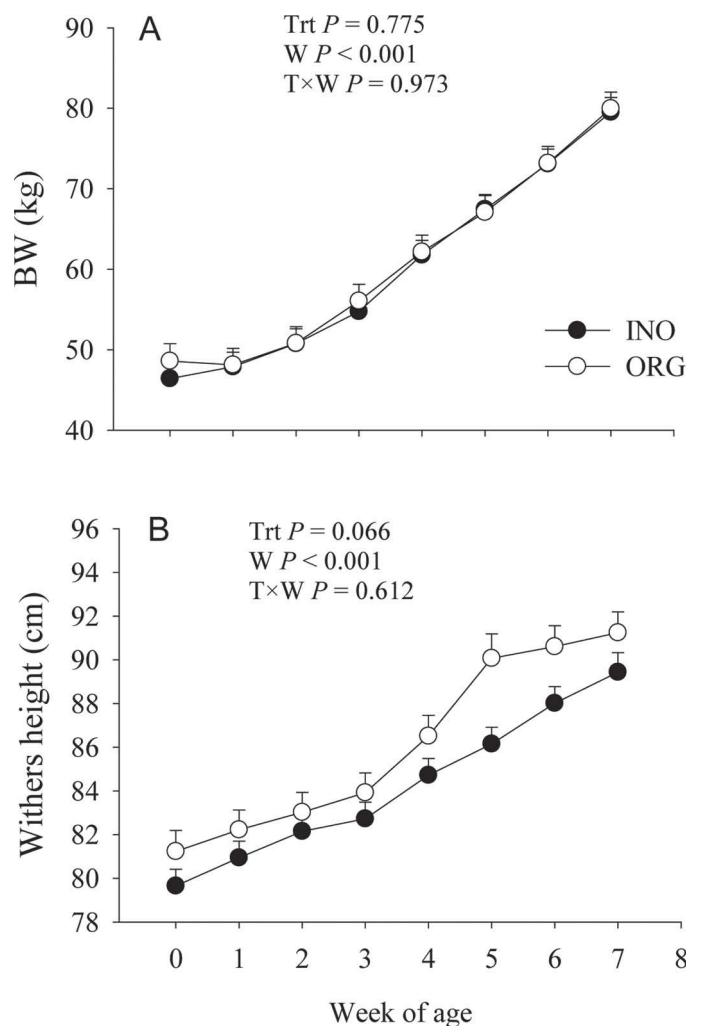 A
Trt P = 0.775
W P < 0.001
T×W P = 0.973
90
80
70
60
50
40
BW (kg)
INO
ORG
B
Trt P = 0.066
W P < 0.001
T×W P = 0.612
96
94
92
90
88
86
84
82
80
78
Withers height (cm)
0 1 2 3 4 5 6 7 8
Week of age